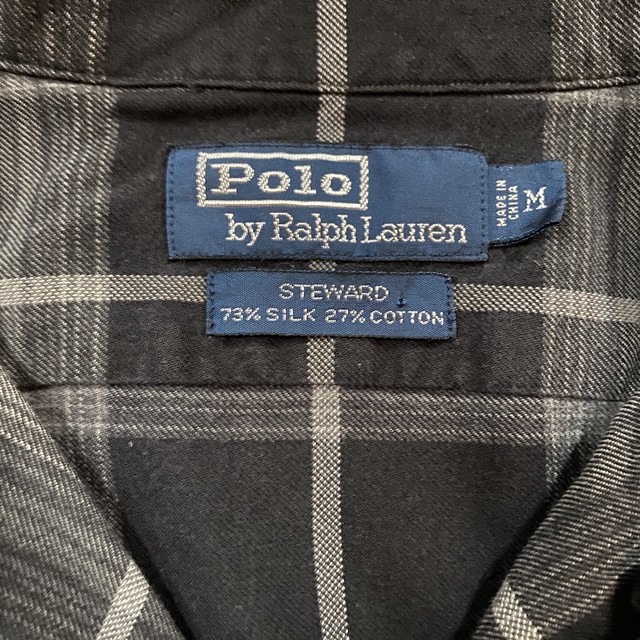 Polo
by Ralph Lauren
MADE IN
CHINA
M
STEWARD
73% SILK 27% COTTON